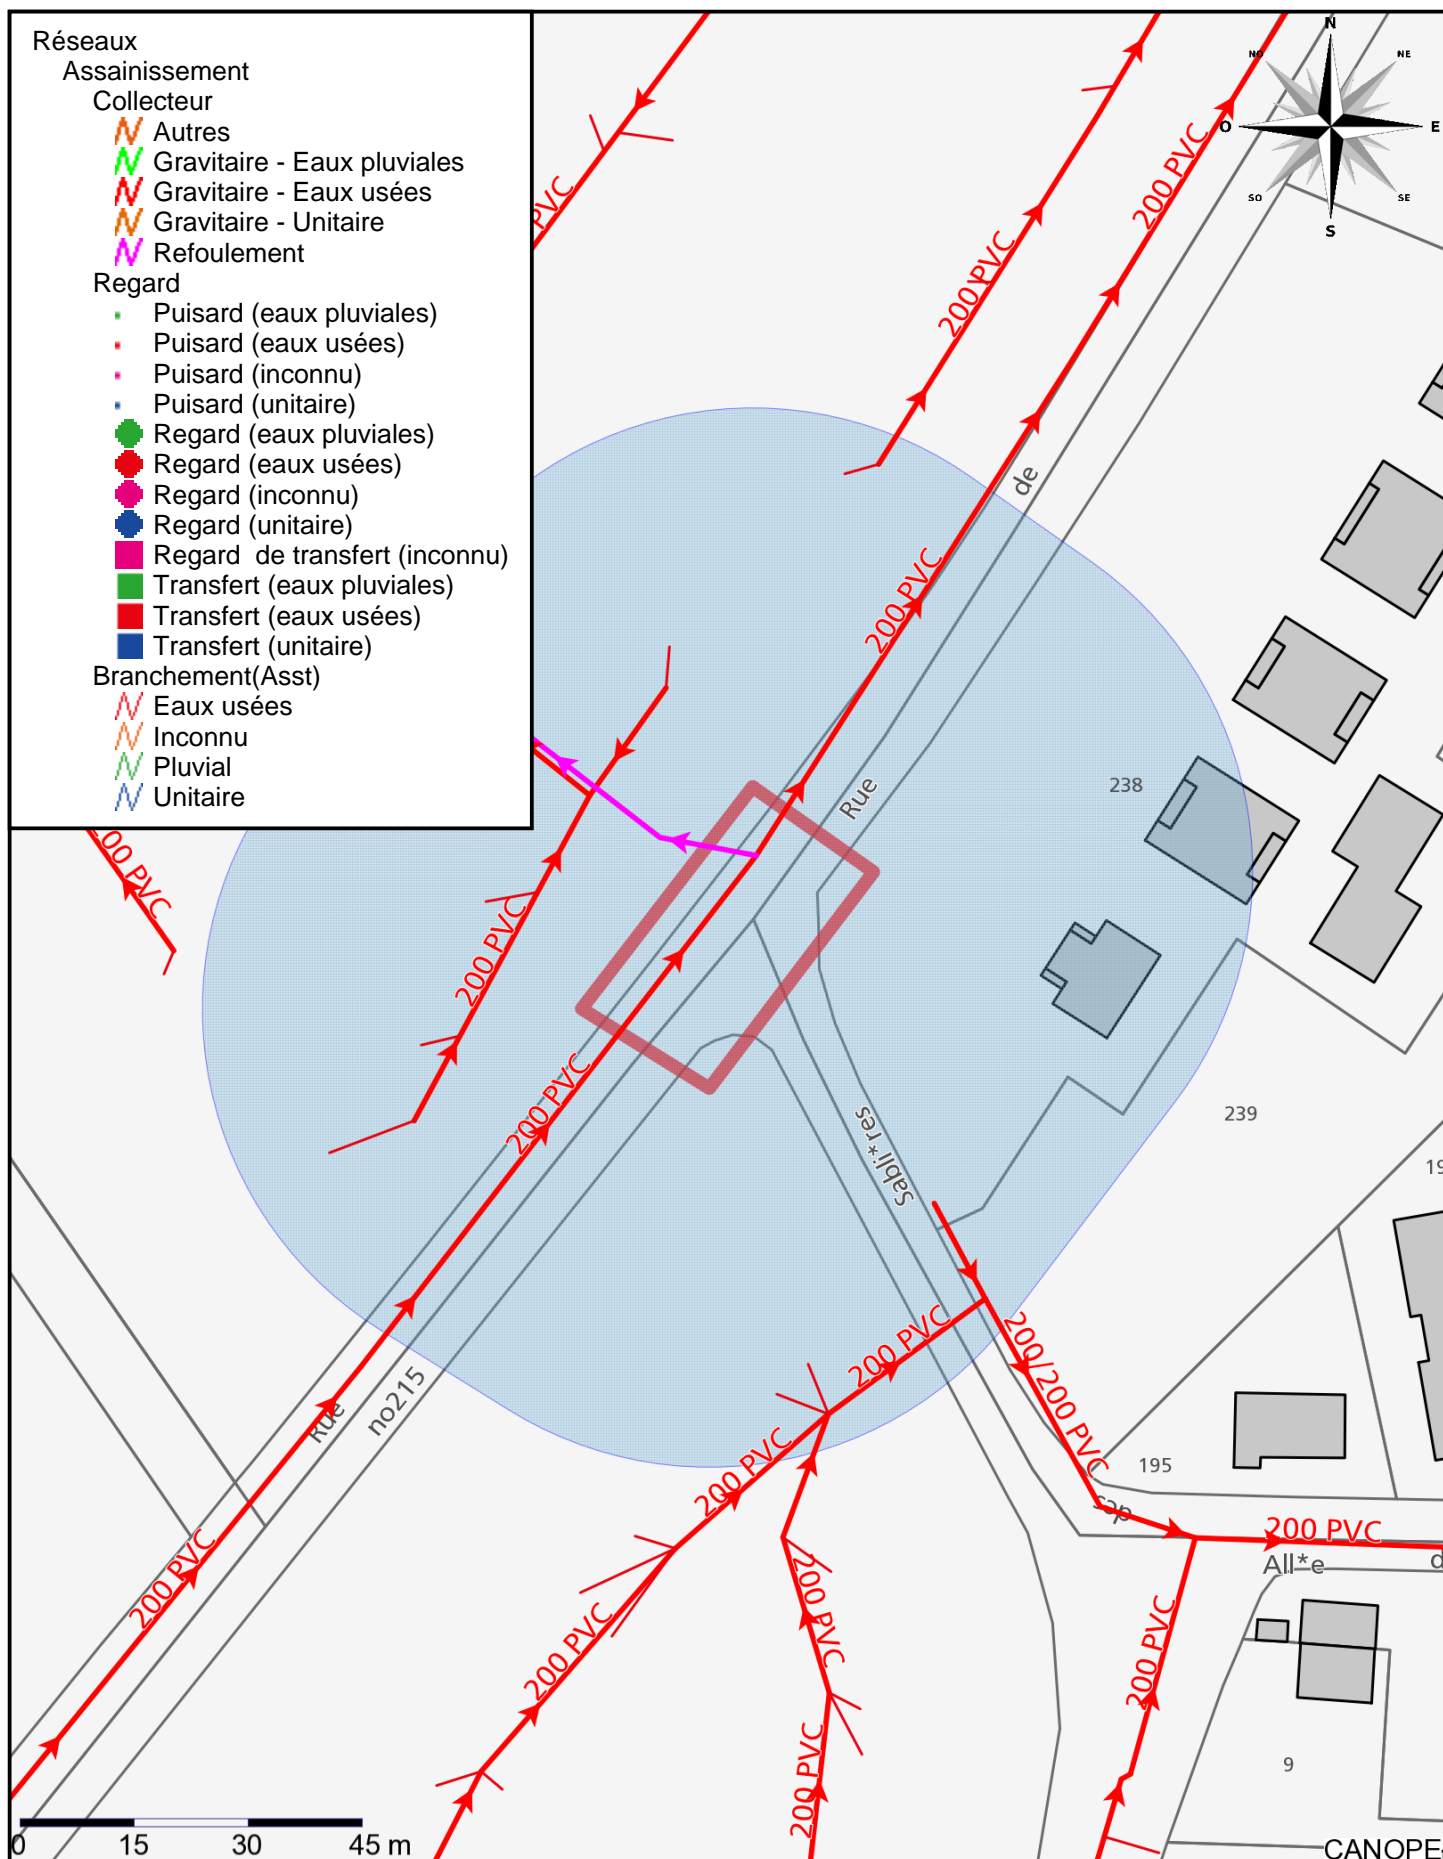 Réseaux
Assainissement
Collecteur
Autres
Gravitaire - Eaux pluviales
Gravitaire - Eaux usées
Gravitaire - Unitaire
Refoulement
Regard
Puisard (eaux pluviales)
Puisard (eaux usées)
Puisard (inconnu)
Puisard (unitaire)
Regard (eaux pluviales)
Regard (eaux usées)
Regard (inconnu)
Regard (unitaire)
Regard  de transfert (inconnu)
Transfert (eaux pluviales)
Transfert (eaux usées)
Transfert (unitaire)
Branchement(Asst)
Eaux usées
Inconnu
Pluvial
Unitaire
N
NO
NE
O
E
SO
SE
S
PVC
200 PVC
200 PVC
de
200 PVC
Rue
238
200 PVC
200 PVC
200 PVC
239
Sabli*res
19
200 PVC
200/200 PVC
Rue
no215
200 PVC
195
des
200 PVC
All*e
d
200 PVC
200 PVC
200 PVC
200 PVC
200 PVC
9
0
15
30
45 m
CANOPE